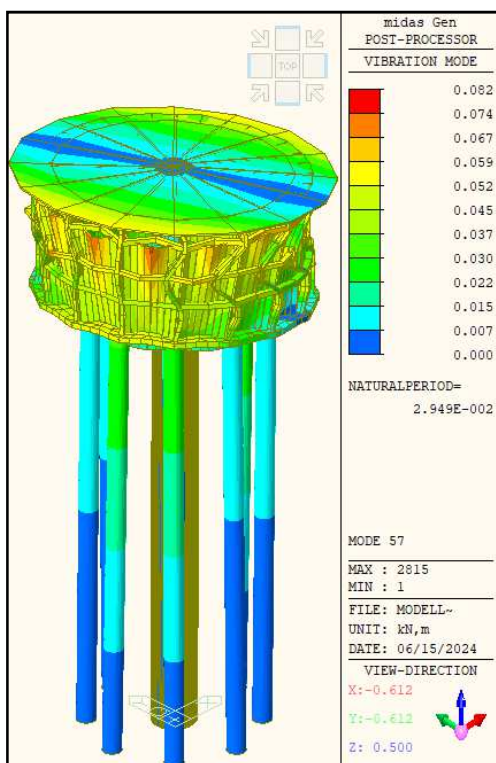 TOP
midas Gen
POST-PROCESSOR
VIBRATION MODE
0.082
0.074
0.067
0.059
0.052
0.045
0.037
0.030
0.022
0.015
0.007
0.000
NATURALPERIOD=
2.949E-002
MODE 57
MAX : 2815
MIN : 1
FILE: MODELL~
UNIT: kN,m
DATE: 06/15/2024
VIEW-DIRECTION
X:-0.612
Y:-0.612
Z: 0.500